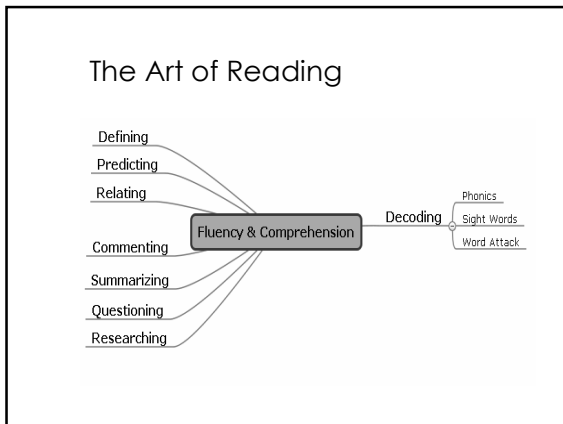 The Art of Reading
Defining
Predicting
Relating
Commenting
Summarizing
Questioning
Researching
Fluency & Comprehension
Decoding
Phonics
Sight Words
Word Attack